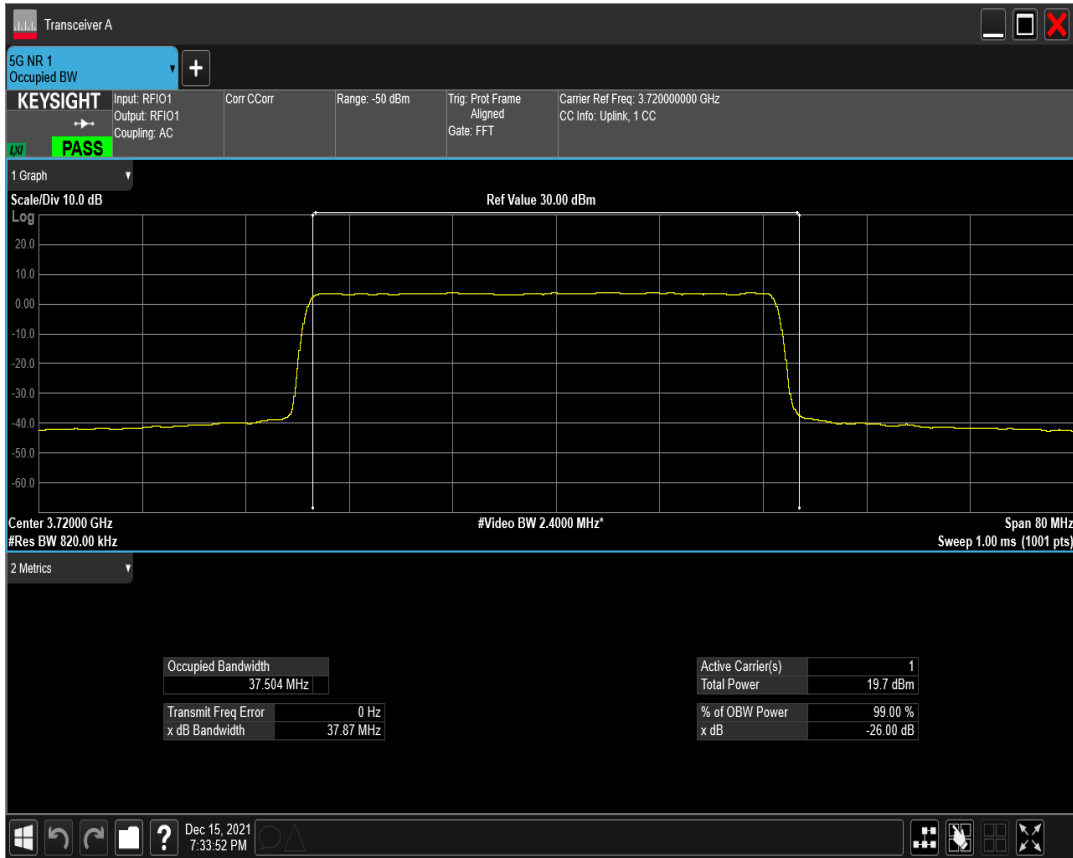 Transceiver A
5G NR 1
Occupied BW
KEYSIGHT
LXI
PASS
Input: RFIO1
Output: RFIO1
Coupling: AC
Corr CCorr
Range: -50 dBm
Trig: Prot Frame
Aligned
Gate: FFT
Carrier Ref Freq: 3.720000000 GHz
CC Info: Uplink, 1 CC
1 Graph
Scale/Div 10.0 dB
Ref Value 30.00 dBm
Log
20.0
10.0
0.00
-10.0
-20.0
-30.0
-40.0
-50.0
-60.0
Center 3.72000 GHz
#Video BW 2.4000 MHz*
Span 80 MHz
#Res BW 820.00 kHz
Sweep 1.00 ms (1001 pts)
2 Metrics
Occupied Bandwidth
37.504 MHz
Transmit Freq Error 0 Hz
x dB Bandwidth 37.87 MHz
Active Carrier(s) 1
Total Power 19.7 dBm
% of OBW Power 99.00 %
x dB -26.00 dB
?
Dec 15, 2021
7:33:52 PM